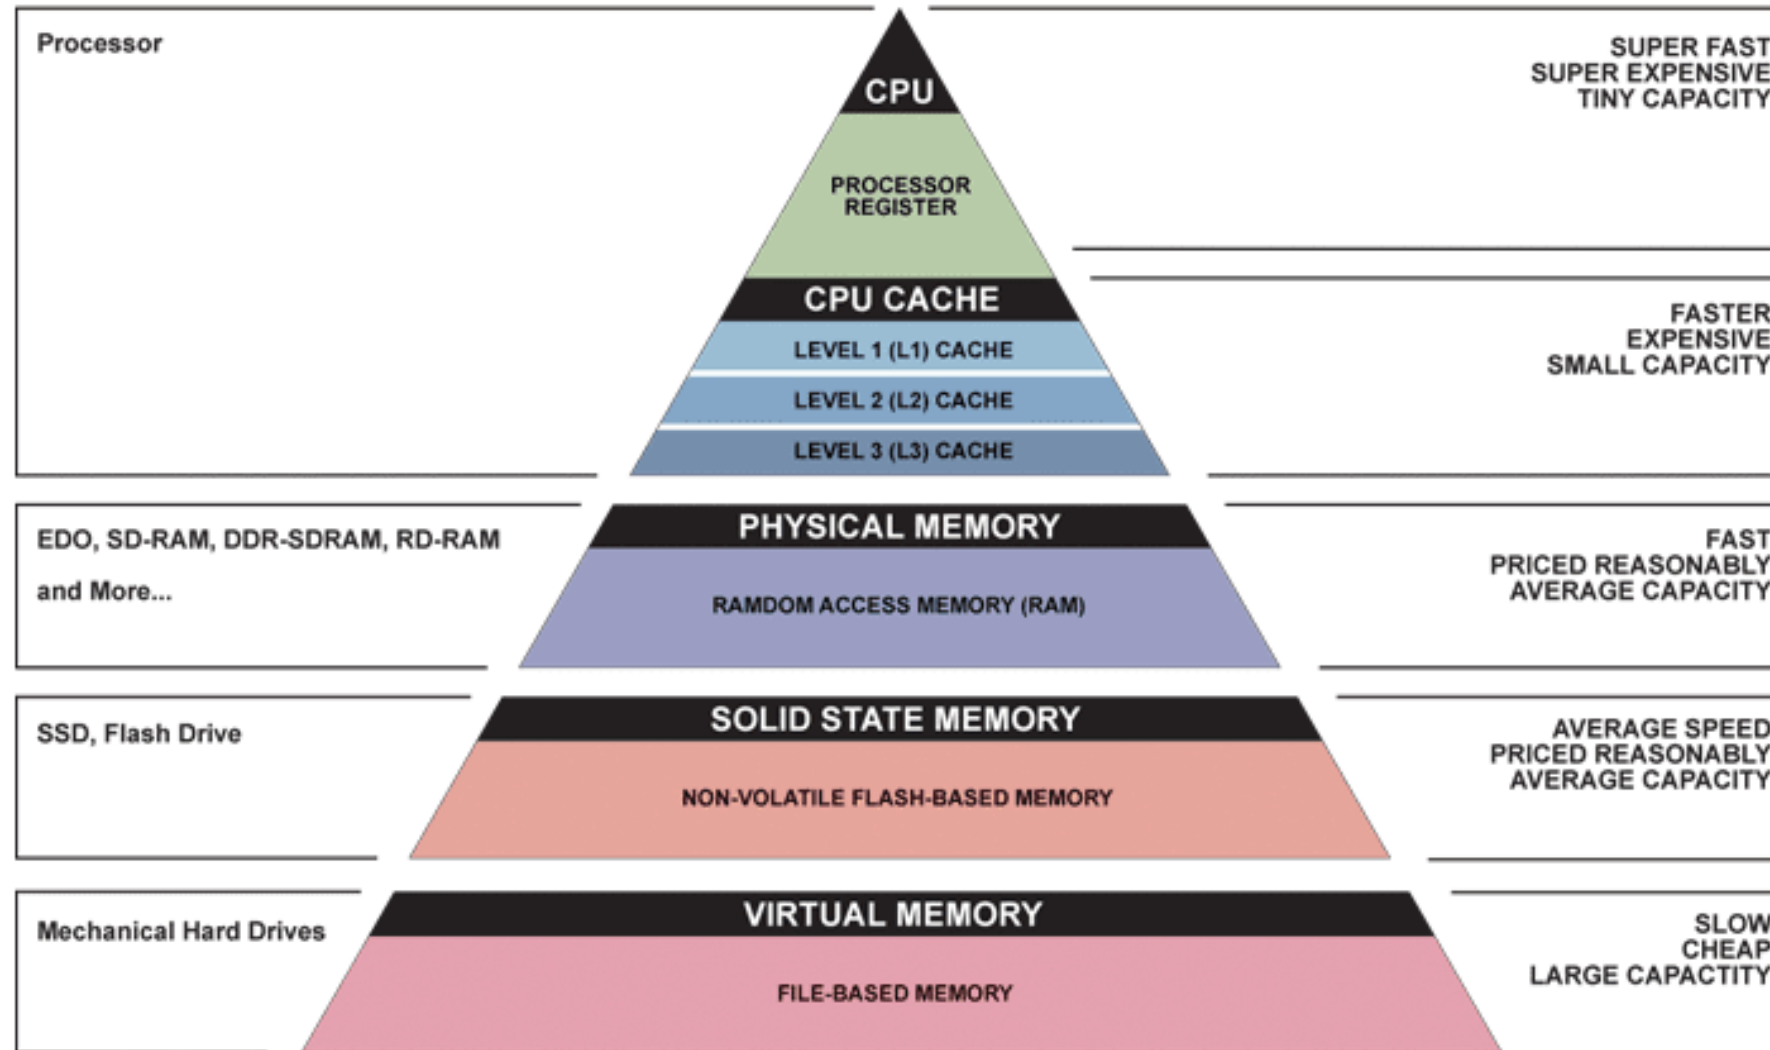 Processor
CPU
SUPER FAST
SUPER EXPENSIVE
TINY CAPACITY
PROCESSOR
REGISTER
CPU CACHE
LEVEL 1 (L1) CACHE
LEVEL 2 (L2) CACHE
LEVEL 3 (L3) CACHE
FASTER
EXPENSIVE
SMALL CAPACITY
EDO, SD-RAM, DDR-SDRAM, RD-RAM
and More...
PHYSICAL MEMORY
RAMDOM ACCESS MEMORY (RAM)
FAST
PRICED REASONABLY
AVERAGE CAPACITY
SSD, Flash Drive
SOLID STATE MEMORY
NON-VOLATILE FLASH-BASED MEMORY
AVERAGE SPEED
PRICED REASONABLY
AVERAGE CAPACITY
Mechanical Hard Drives
VIRTUAL MEMORY
FILE-BASED MEMORY
SLOW
CHEAP
LARGE CAPACTITY